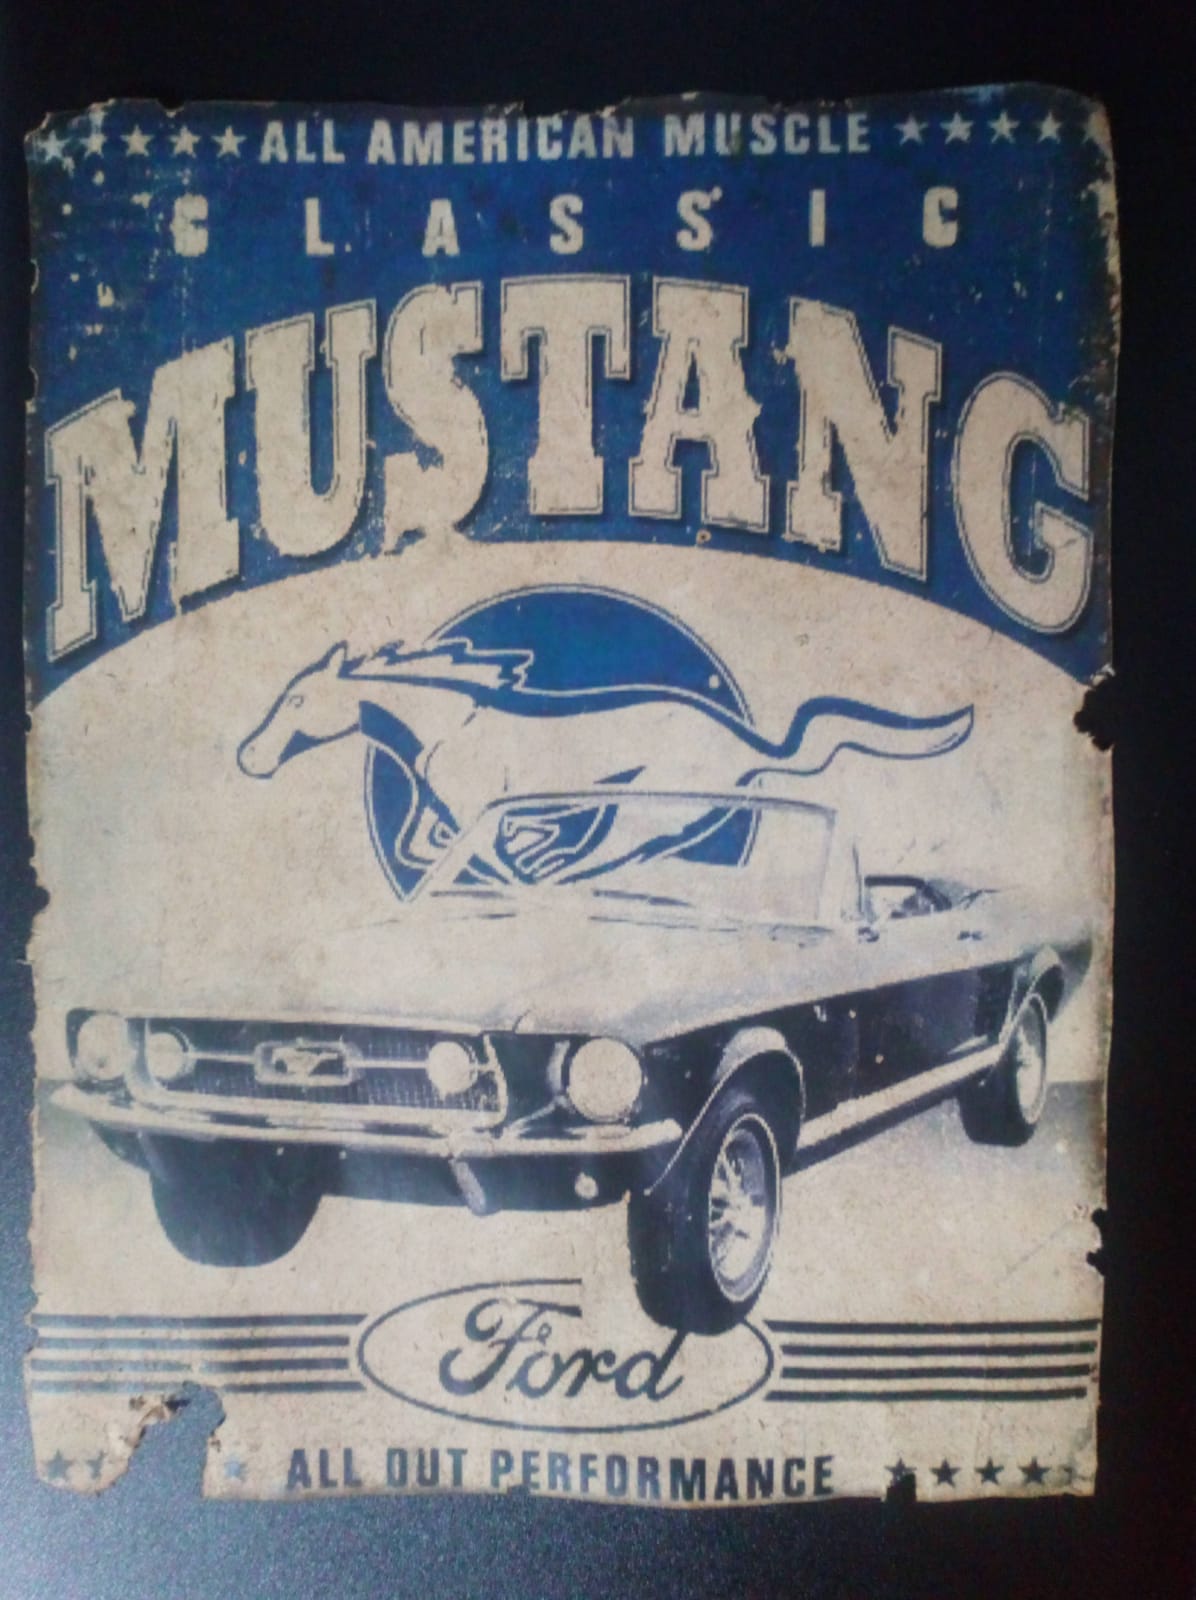 ALL AMERICAN MUSCLE
CLASSIC
MUSTANG
Ford
ALL OUT PERFORMANCE